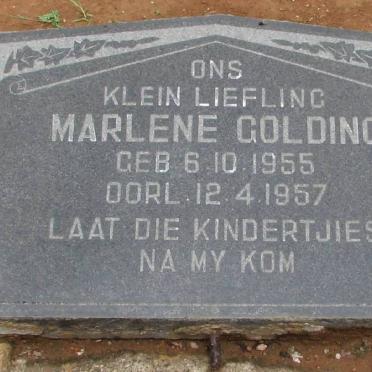 ONS
KLEIN LIEFLING
MARLENE GOLDING
GEB 6.10.1955
OORL. 12.4.1957
LAAT DIE KINDERTJIES
NA MY KOM